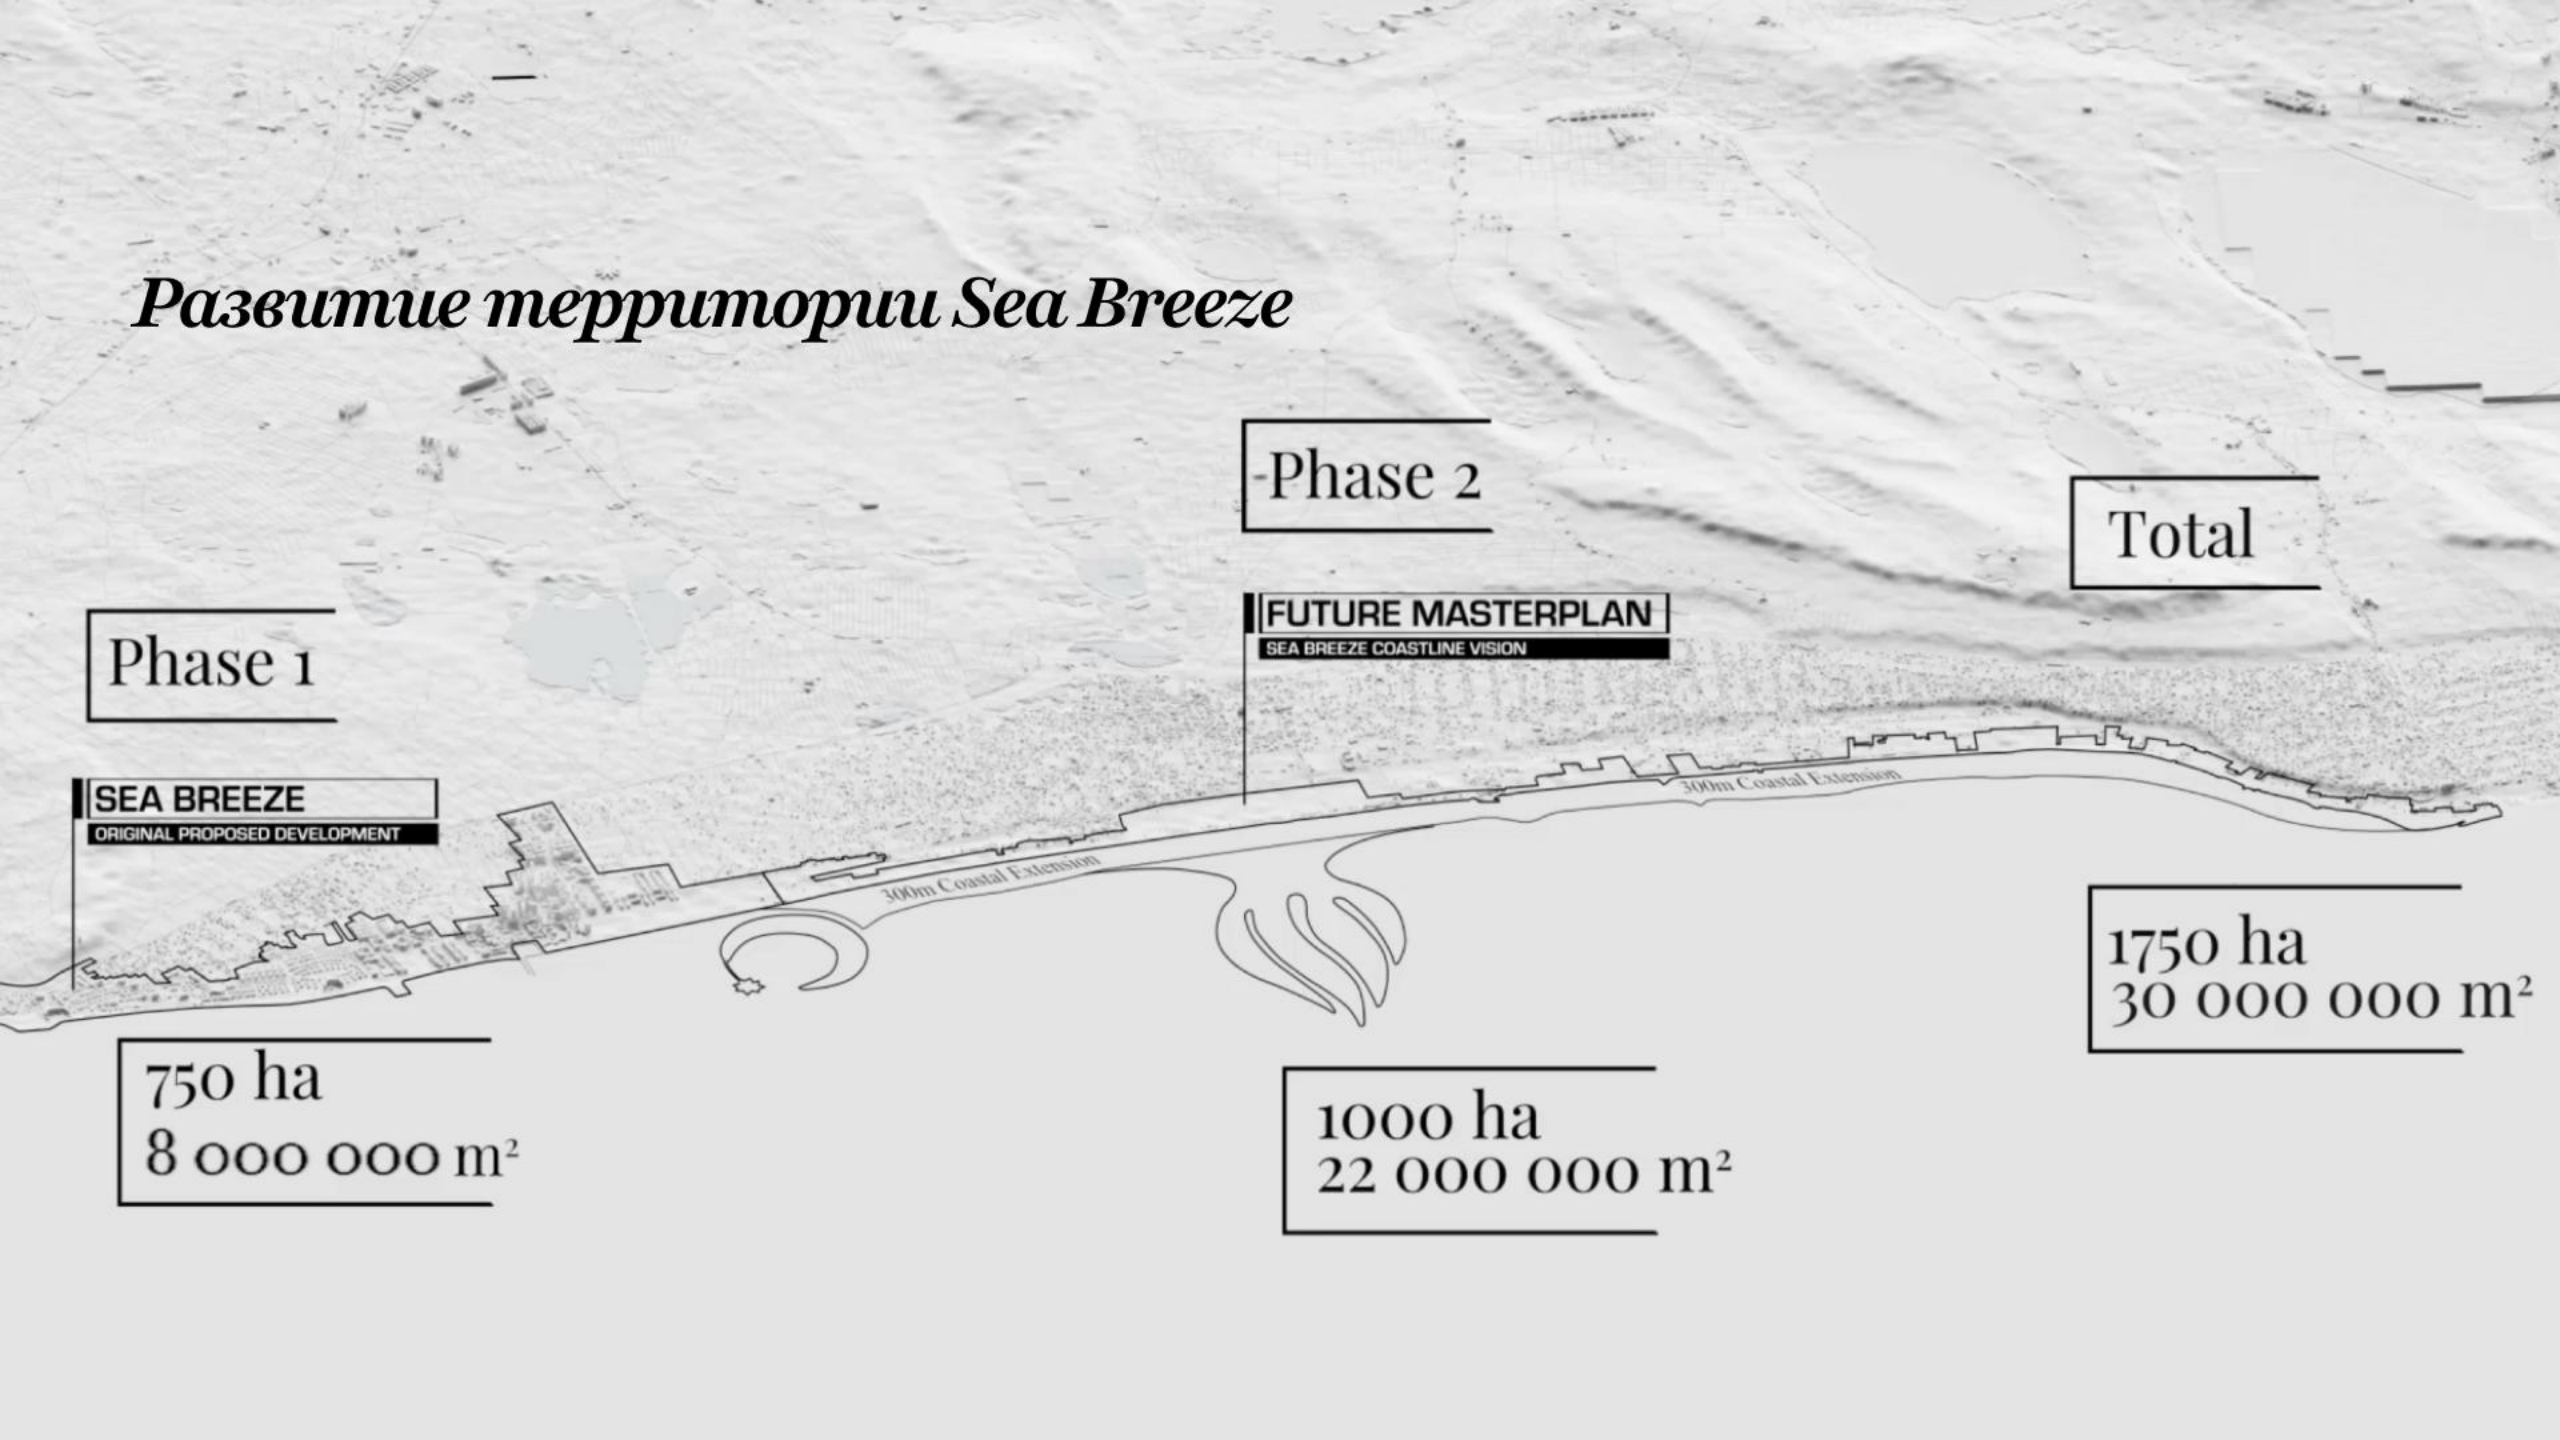 Развитие территории Sea Breeze
-Phase 2
Total
FUTURE MASTERPLAN
SEA BREEZE COASTLINE VISION
Phase 1
SEA BREEZE
ORIGINAL PROPOSED DEVELOPMENT
300m Coastal Extension
300m Coastal Extension
750 ha
8 000 000 m²
1000 ha
22 000 000 m²
1750 ha
30 000 000 m²